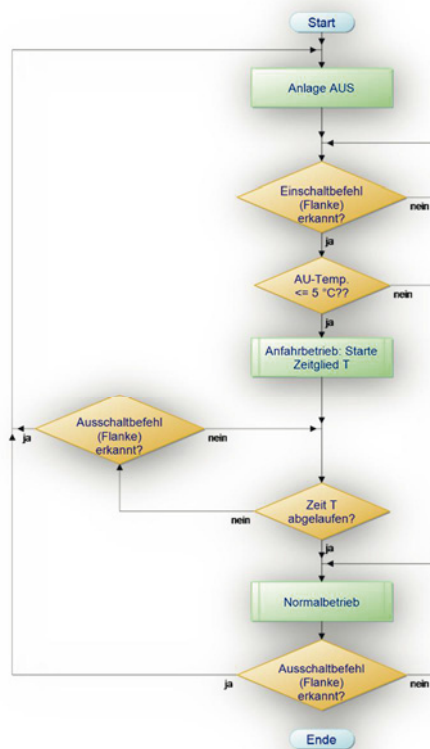 Start
Anlage AUS
Einschaltbefehl
(Flanke)
erkannt?
nein
ja
AU-Temp.
<= 5 °C??
nein
ja
Anfahrbetrieb: Starte
Zeitglied T
Ausschaltbefehl
(Flanke)
erkannt?
ja
nein
Zeit T
abgelaufen?
nein
ja
Normalbetrieb
Ausschaltbefehl
(Flanke)
erkannt?
ja
nein
Ende